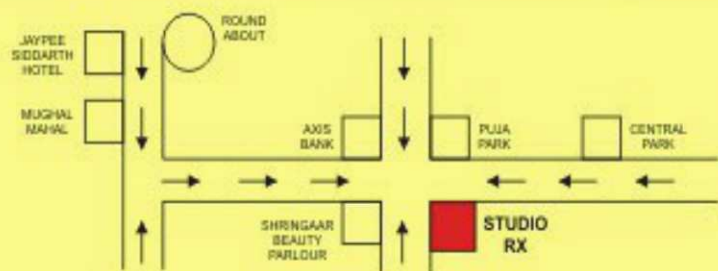 ROUND
ABOUT
JAYPEE
SIDDARTH
HOTEL
MUGHAL
MAHAL
AXIS
BANK
PUJA
PARK
CENTRAL
PARK
SHRINGAAR
BEAUTY
PARLOUR
STUDIO
RX